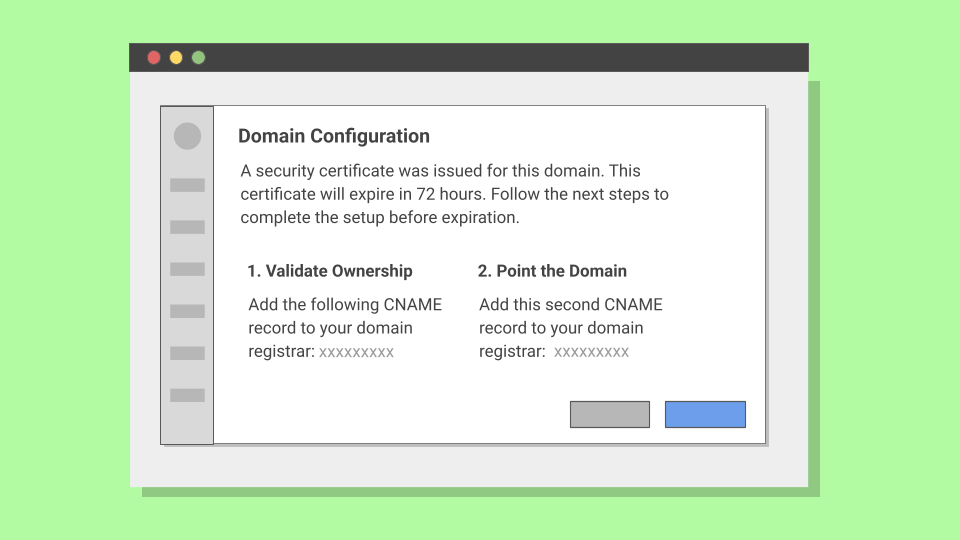 Domain Configuration
A security certificate was issued for this domain. This
certificate will expire in 72 hours. Follow the next steps to
complete the setup before expiration.
1. Validate Ownership
Add the following CNAME
record to your domain
registrar: xxxxxxxxx
2. Point the Domain
Add this second CNAME
record to your domain
registrar: xxxxxxxxx